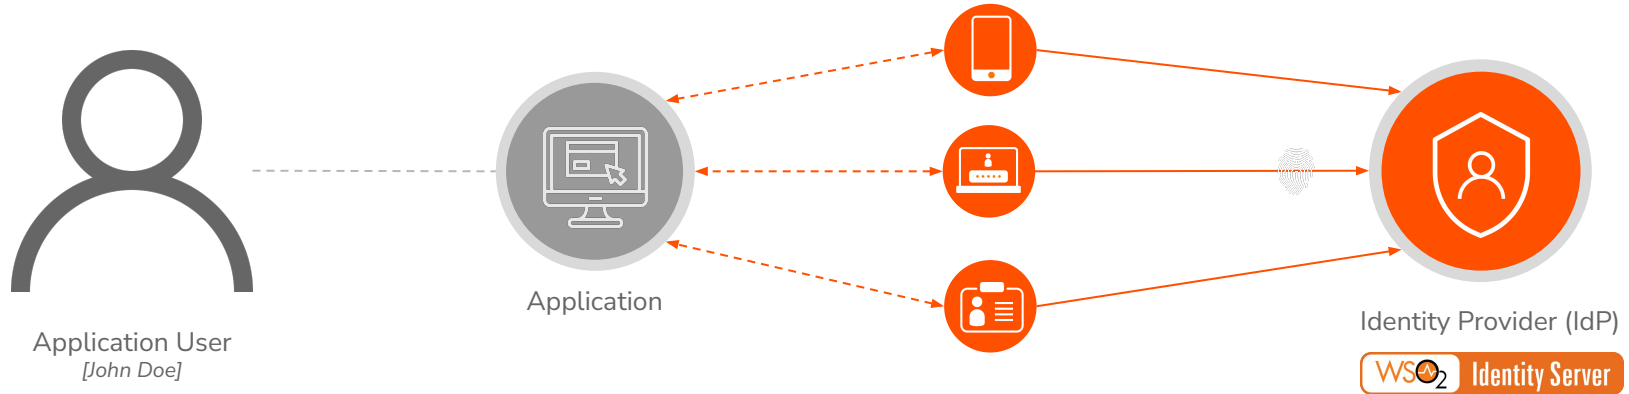 Application User
[John Doe]
Application
Identity Provider (IdP)
WSO2 Identity Server